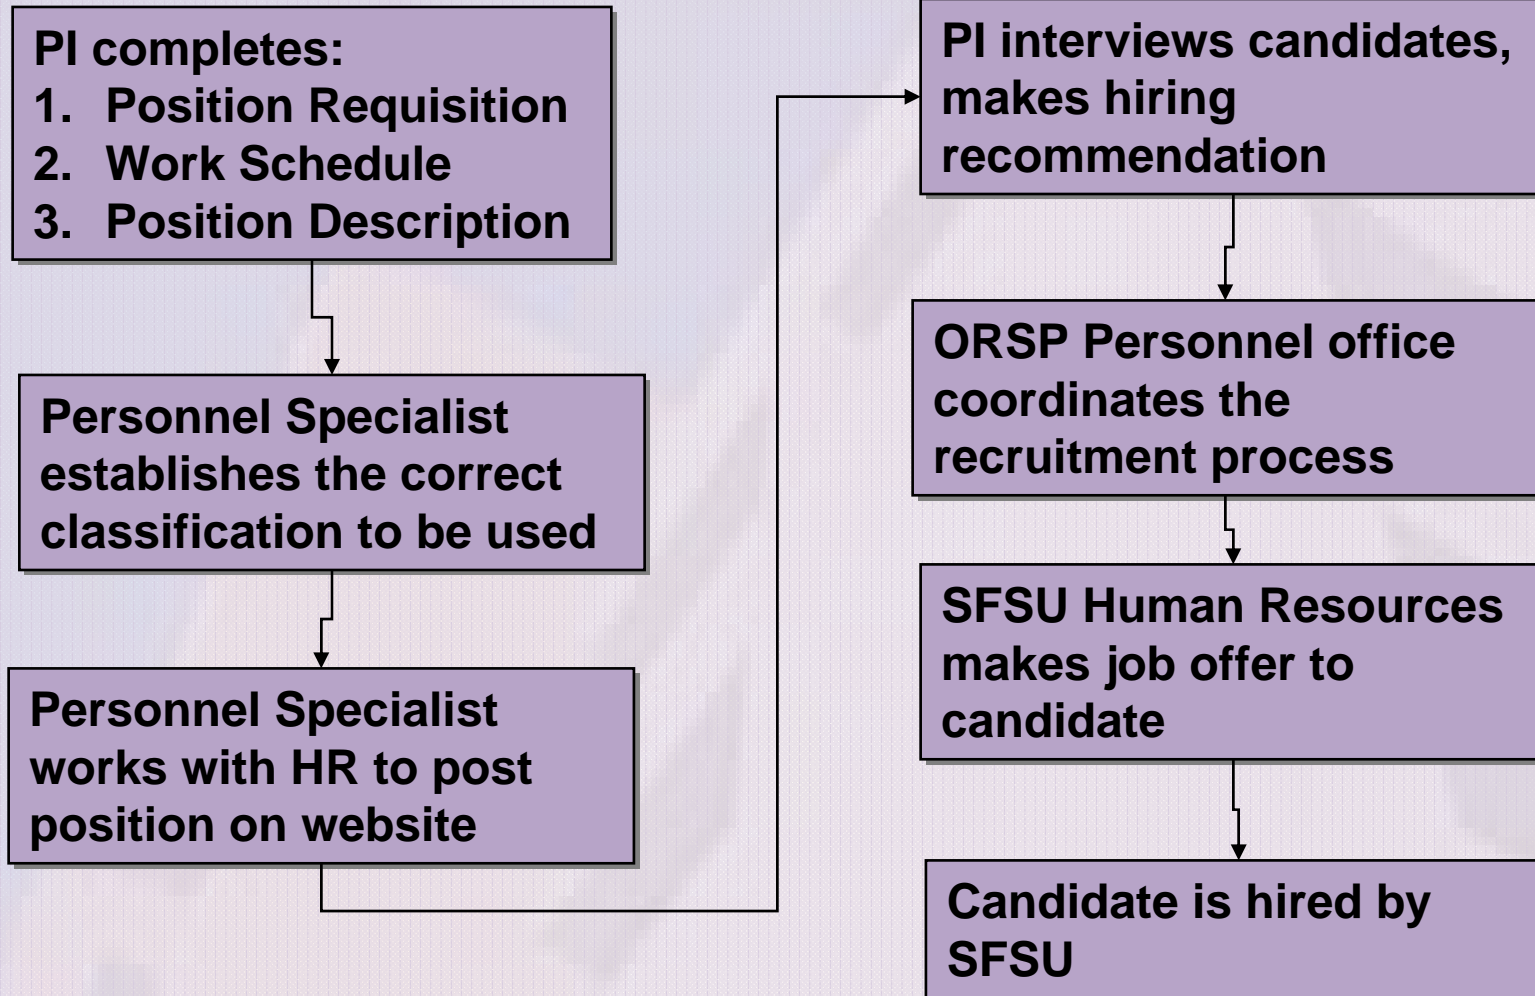 PI completes:
1. Position Requisition
2. Work Schedule
3. Position Description
Personnel Specialist
establishes the correct
classification to be used
Personnel Specialist
works with HR to post
position on website
PI interviews candidates,
makes hiring
recommendation
ORSP Personnel office
coordinates the
recruitment process
SFSU Human Resources
makes job offer to
candidate
Candidate is hired by
SFSU